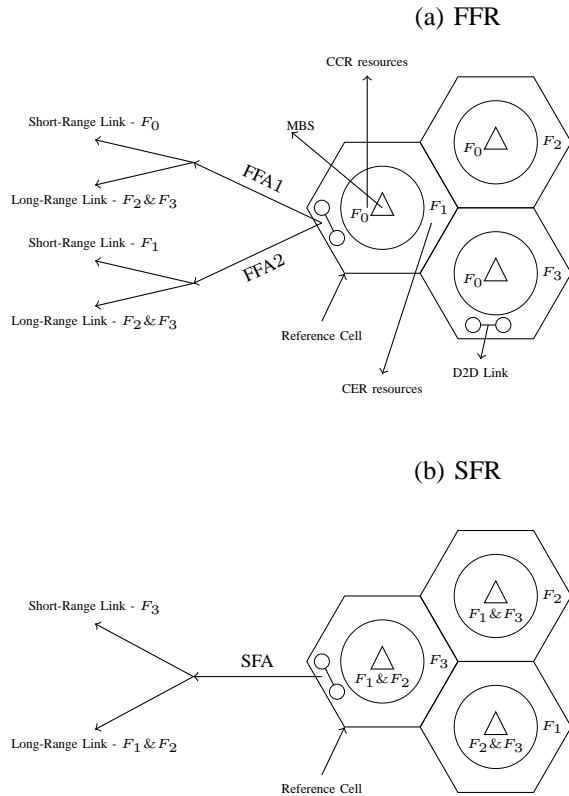 (a) FFR
CCR resources
Short-Range Link - F₀
MBS
FFA1
F₀
F₂
Long-Range Link - F₂&F₃
F₀
F₁
Short-Range Link - F₁
FFA2
F₀
F₃
Long-Range Link - F₂&F₃
Reference Cell
D2D Link
CER resources
(b) SFR
Short-Range Link - F₃
F₁&F₃
F₂
SFA
F₁&F₂
F₃
Long-Range Link - F₁&F₂
F₂&F₃
F₁
Reference Cell